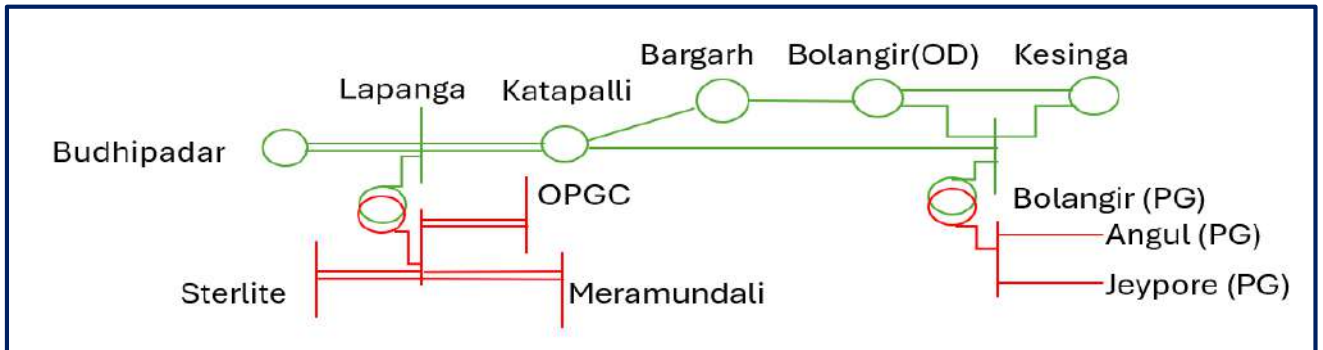 Bargarh
Bolangir(OD)
Kesinga
Lapanga
Katapalli
Budhipadar
OPGC
Bolangir (PG)
Angul (PG)
Sterlite
Meramundali
Jeypore (PG)